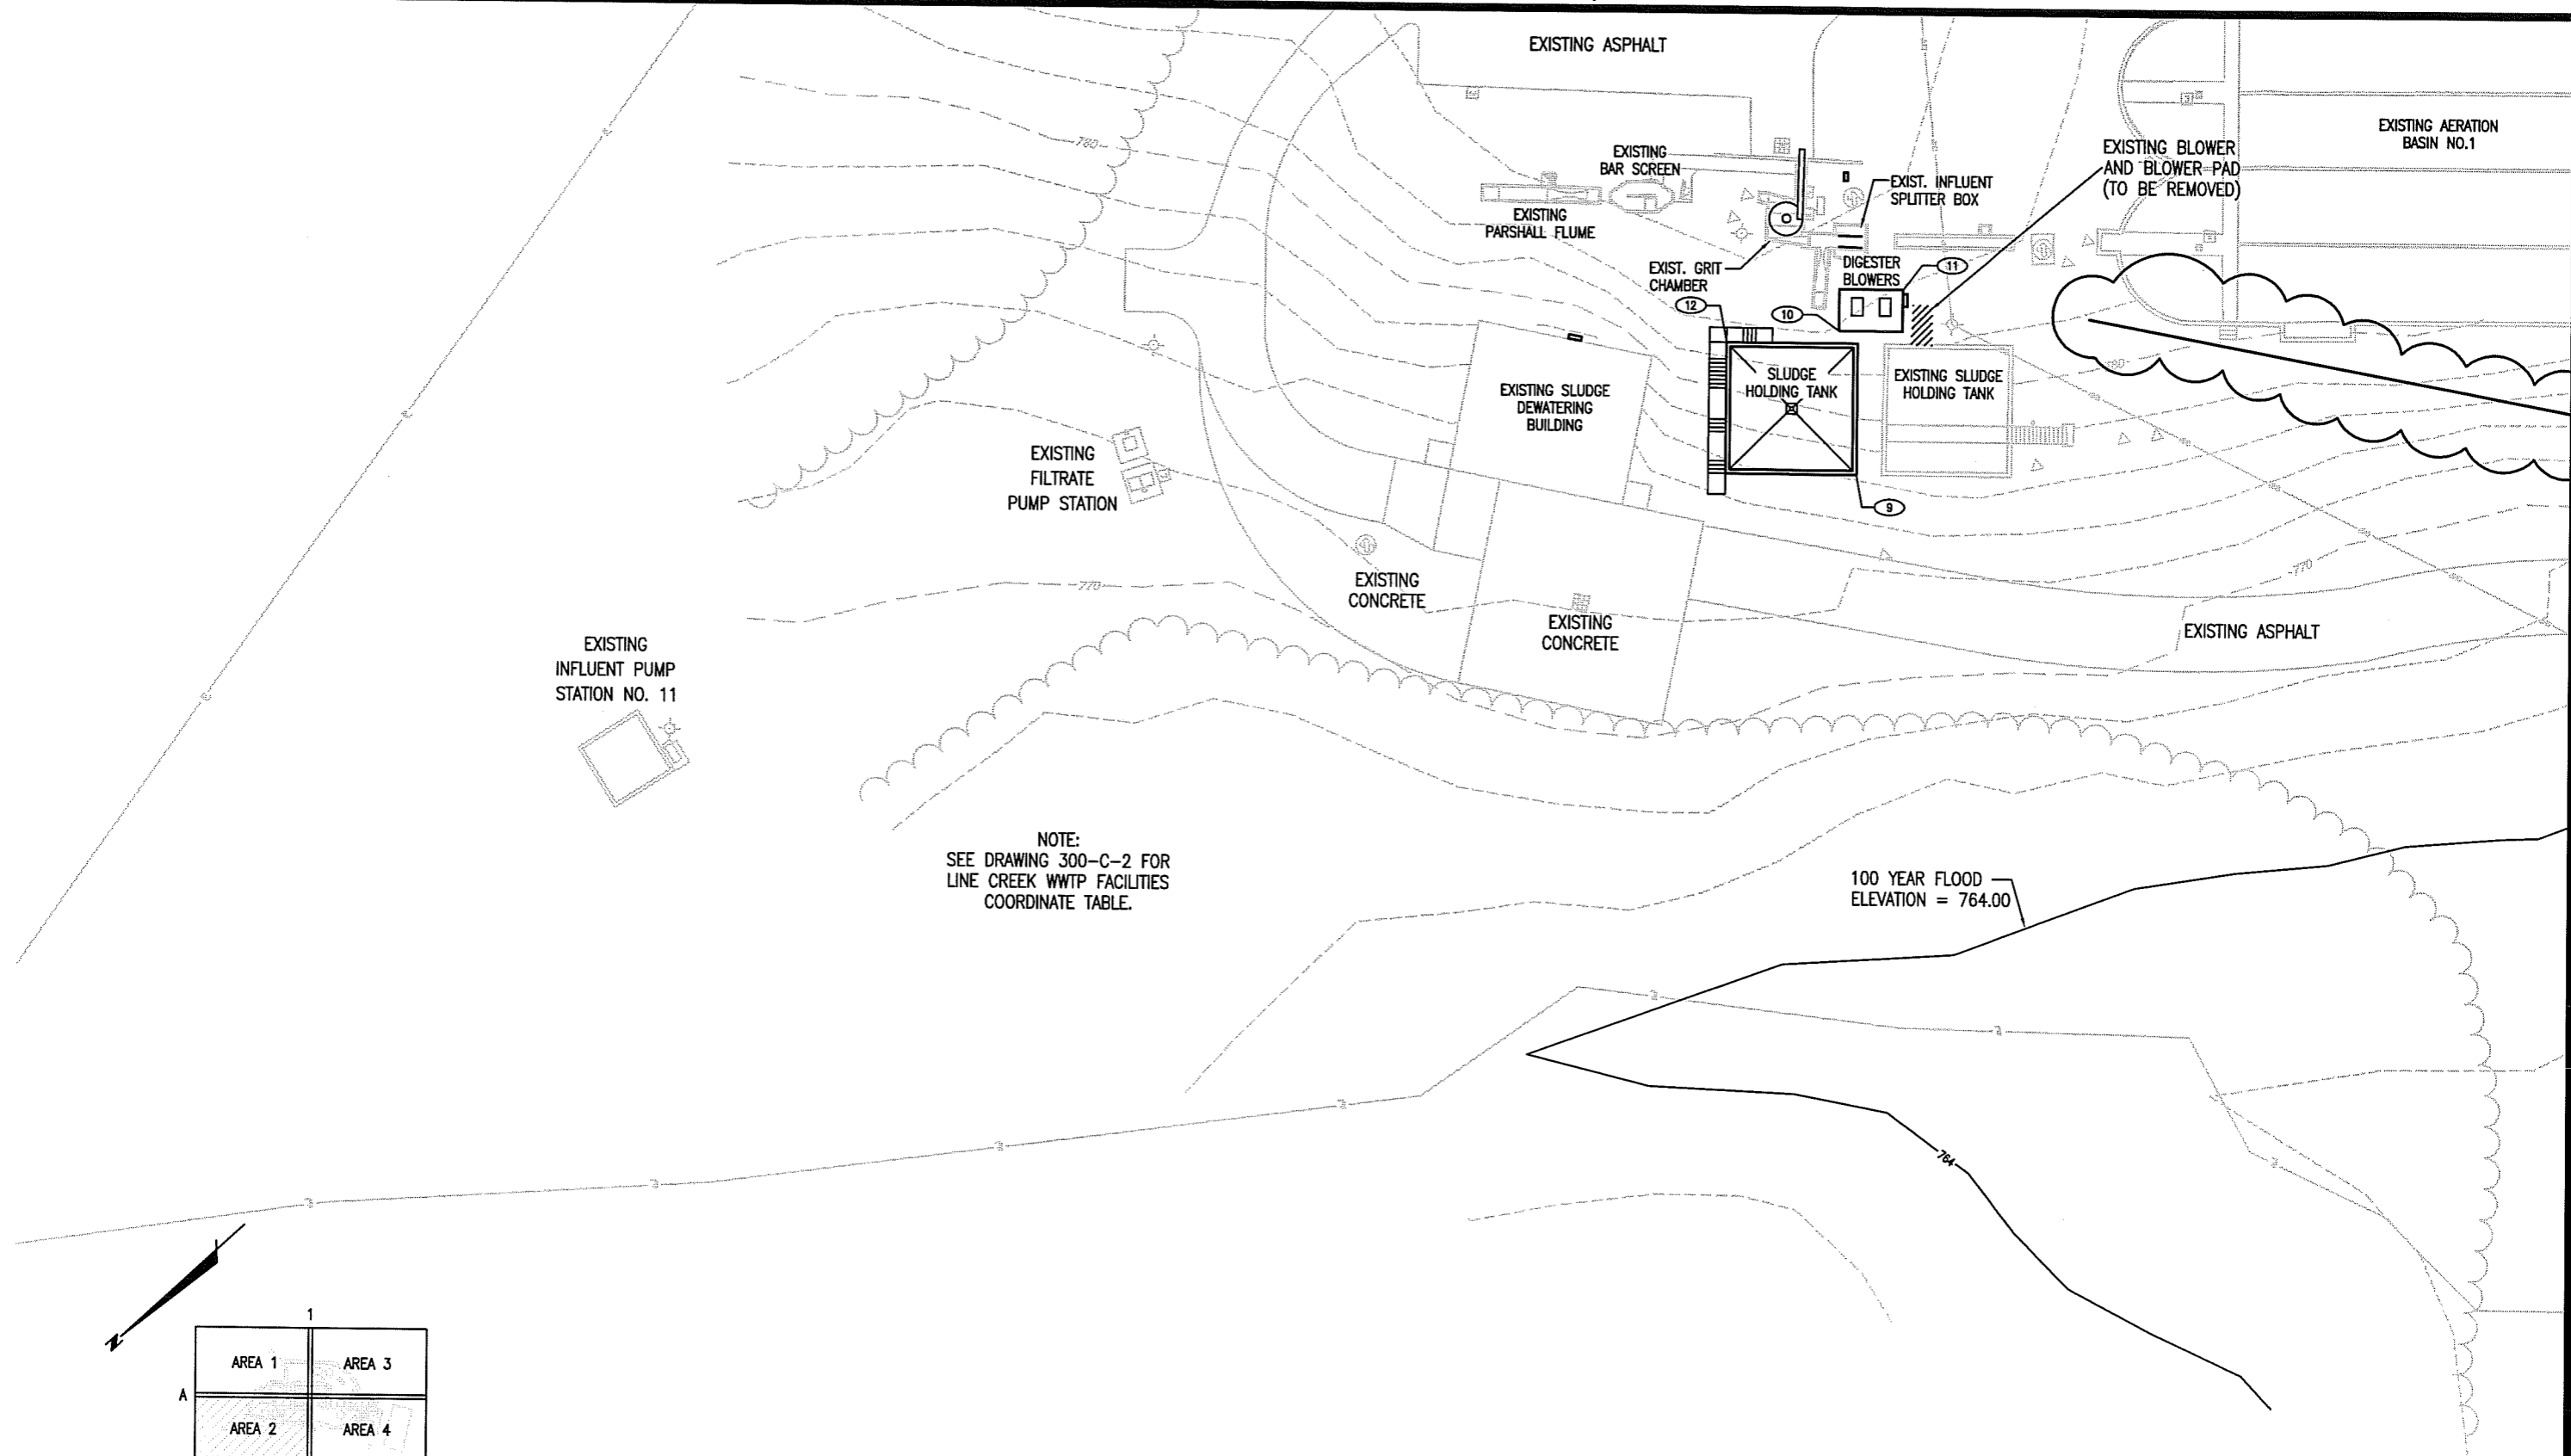 EXISTING ASPHALT
EXISTING AERATION
BASIN NO.1
EXISTING BLOWER
AND BLOWER PAD
(TO BE REMOVED)
EXISTING
BAR SCREEN
EXIST. INFLUENT
SPLITTER BOX
EXISTING
PARSHALL FLUME
780
EXIST. GRIT
CHAMBER
DIGESTER
BLOWERS
11
12
10
SLUDGE
HOLDING TANK
EXISTING SLUDGE
HOLDING TANK
780
EXISTING SLUDGE
DEWATERING
BUILDING
9
EXISTING
FILTRATE
PUMP STATION
770
770
EXISTING
CONCRETE
EXISTING
CONCRETE
EXISTING ASPHALT
EXISTING
INFLUENT PUMP
STATION NO. 11
NOTE:
SEE DRAWING 300-C-2 FOR
LINE CREEK WWTP FACILITIES
COORDINATE TABLE.
100 YEAR FLOOD
ELEVATION = 764.00
764
N
1
AREA 1
AREA 3
A
AREA 2
AREA 4